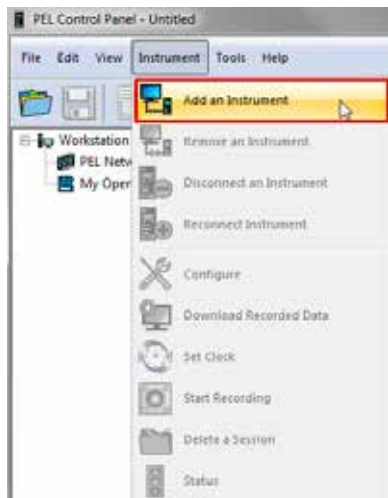 PEL Control Panel - Untitled
File Edit View Instrument Tools Help
Add an Instrument
Workstation
Remove an Instrument
PEL Netw
My Oper
Disconnect an Instrument
Reconnect Instrument
Configure
Download Recorded Data
Set Clock
Start Recording
Delete a Session
Status